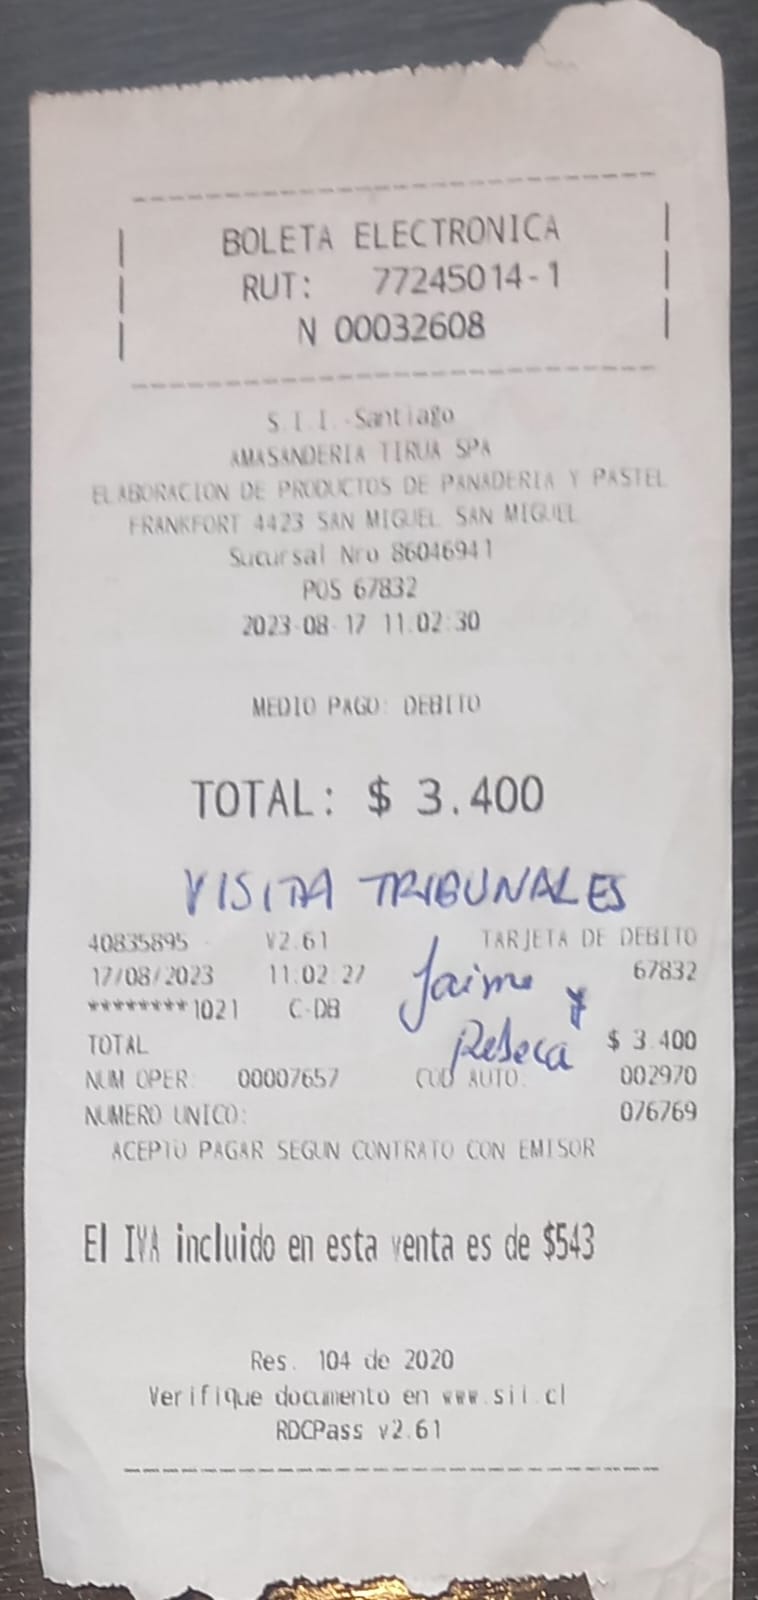 BOLETA ELECTRONICA
RUT: 77245014-1
N 00032608
S.I.I.-Santiago
AMASANDERIA TIRUA SPA
ELABORACION DE PRODUCTOS DE PANADERIA Y PASTEL
FRANKFORT 4423 SAN MIGUEL SAN MIGUEL
Sucursal Nro 86046941
POS 67832
2023-08-17 11:02:30
MEDIO PAGO: DEBITO
TOTAL: $ 3.400
VISITA TRIBUNALES
40835895 V2.61 TARJETA DE DEBITO
17/08/2023 11:02:27 67832
Jaime y
********1021 C-DB
Rebeca
TOTAL $ 3.400
NUM OPER: 00007657 COD AUTO: 002970
NUMERO UNICO: 076769
ACEPTO PAGAR SEGUN CONTRATO CON EMISOR
El IVA incluido en esta venta es de $543
Res. 104 de 2020
Verifique documento en www.sii.cl
RDCPass v2.61